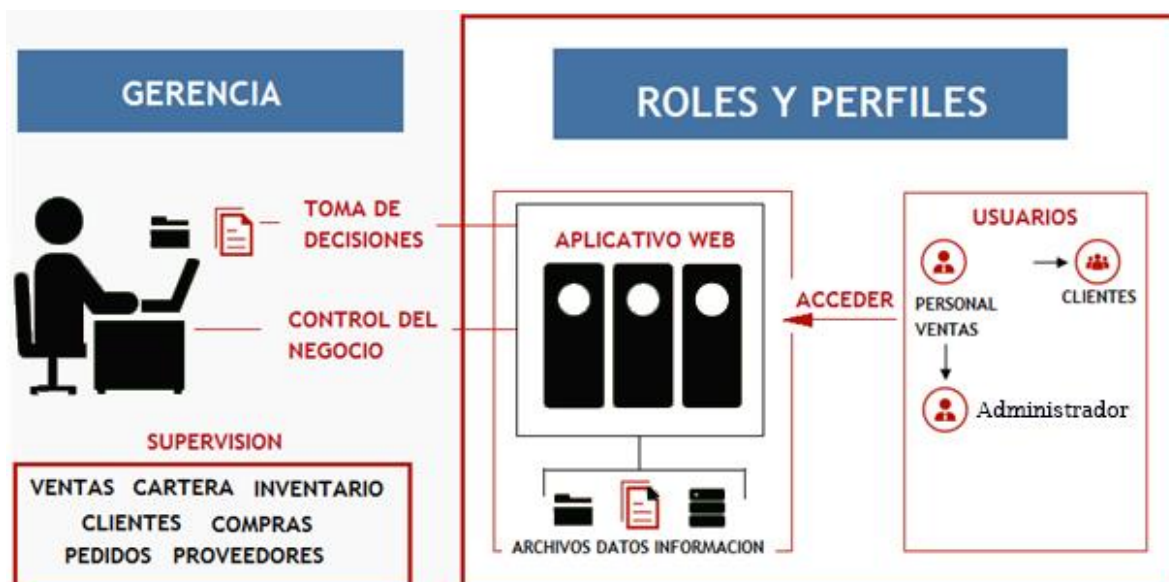 GERENCIA
TOMA DE
DECISIONES
CONTROL DEL
NEGOCIO
SUPERVISION
VENTAS CARTERA INVENTARIO
CLIENTES COMPRAS
PEDIDOS PROVEEDORES
ROLES Y PERFILES
APLICATIVO WEB
ARCHIVOS DATOS INFORMACION
ACCEDER
USUARIOS
PERSONAL
VENTAS
CLIENTES
Administrador